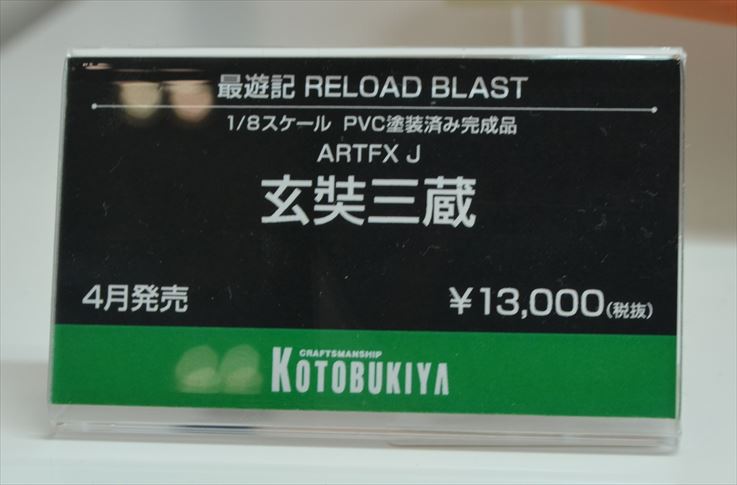 最遊記 RELOAD BLAST
1/8スケール PVC塗装済み完成品
ARTFX J
玄奘三蔵
4月発売 ¥13,000(税抜)
CRAFTSMANSHIP
KOTOBUKIYA